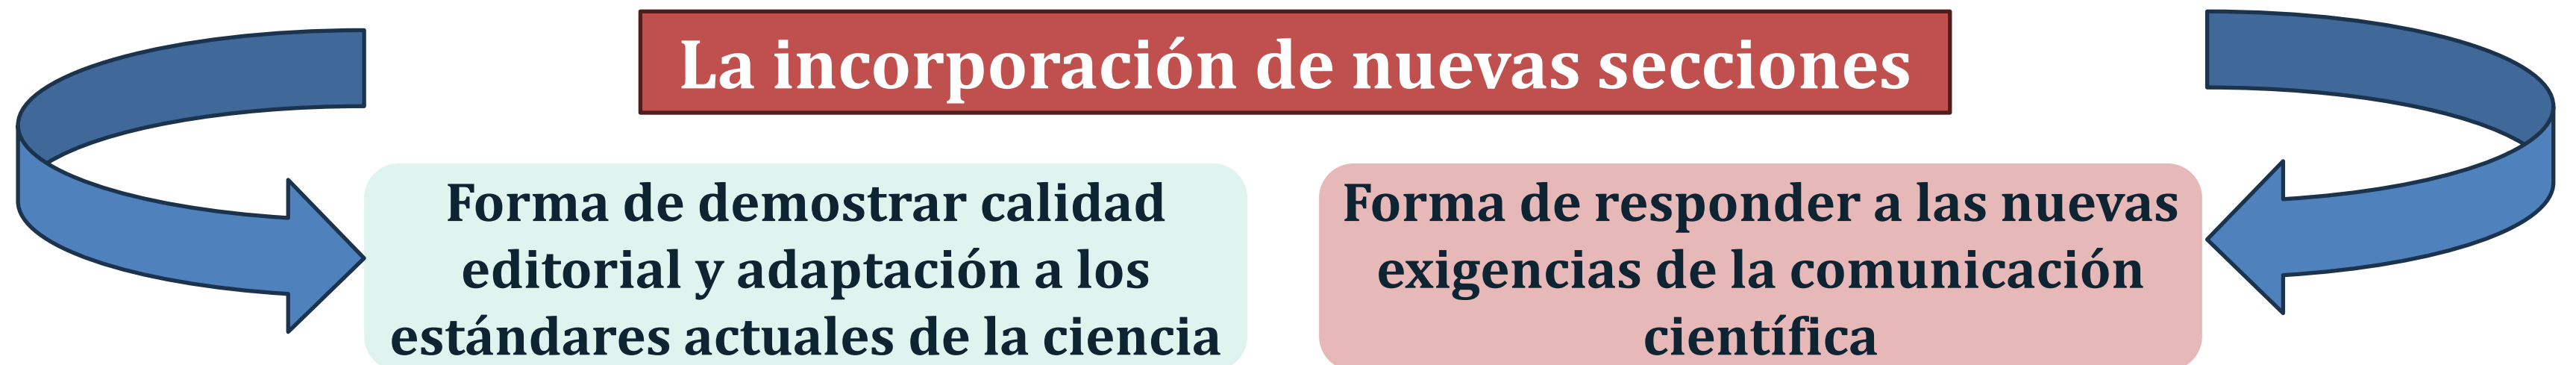 La incorporación de nuevas secciones
Forma de demostrar calidad
editorial y adaptación a los
estándares actuales de la ciencia
Forma de responder a las nuevas
exigencias de la comunicación
científica